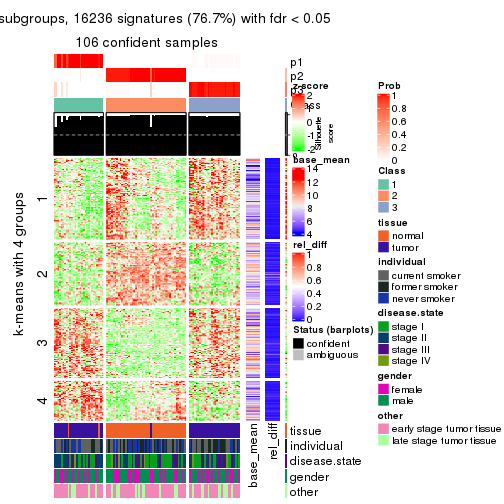 subgroups, 16236 signatures (76.7%) with fdr < 0.05
106 confident samples
p1
p2
p3
Class
Silhouette
score
k-means with 4 groups
1
2
3
4
z-score
2
-2
base_mean
14
12
10
8
6
4
rel_diff
1
0.8
0.6
0.4
0.2
0
Status (barplots)
confident
ambiguous
tissue
individual
disease.state
gender
other
base_mean
rel_diff
Prob
1
0.8
0.6
0.4
0.2
0
Class
1
2
3
tissue
normal
tumor
individual
current smoker
former smoker
never smoker
disease.state
stage I
stage II
stage III
stage IV
gender
female
male
other
early stage tumor tissue
late stage tumor tissue